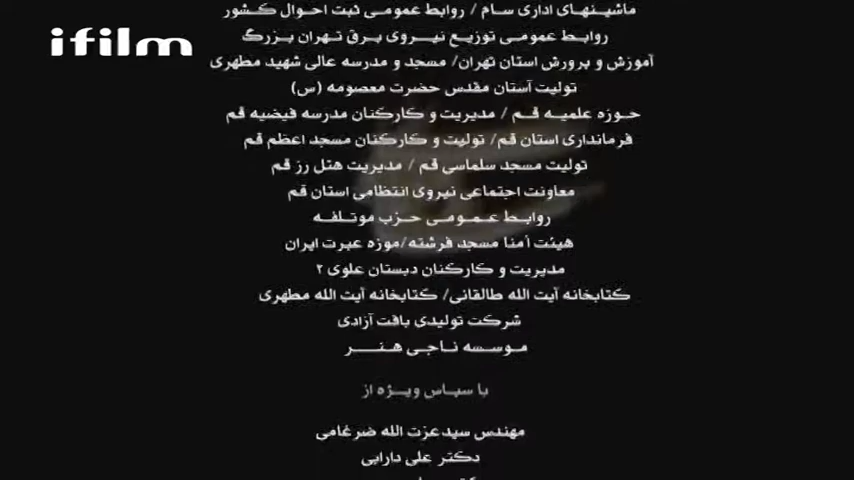 ماشینهای اداری سام / روابط عمومی ثبت احوال کشور
ifilm
روابط عمومی توزیع نیروی برق تهران بزرگ
آموزش و پرورش استان تهران/ مسجد و مدرسه عالی شهید مطهری
تولیت آستان مقدس حضرت معصومه (س)
حوزه علمیه قم / مدیریت و کارکنان مدرسه فیضیه قم
فرمانداری استان قم/ تولیت و کارکنان مسجد اعظم قم
تولیت مسجد سلماسی قم / مدیریت هتل رز قم
معاونت اجتماعی نیروی انتظامی استان قم
روابط عمومی حزب موتلفه
هیئت أمنا مسجد فرشته/موزه عبرت ایران
مدیریت و کارکنان دبستان علوی ۲
کتابخانه آیت الله طالقانی/ کتابخانه آیت الله مطهری
شرکت تولیدی بافت آزادی
موسسه ناجی هنر
با سپاس ویژه از
مهندس سیدعزت الله ضرغامی
دکتر علی دارابی